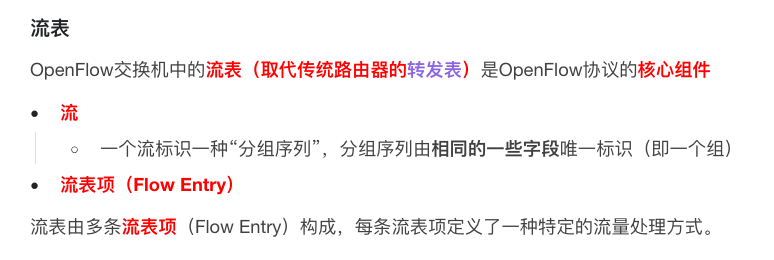 流表
OpenFlow交换机中的流表（取代传统路由器的转发表）是OpenFlow协议的核心组件
• 流
◦ 一个流标识一种“分组序列”，分组序列由相同的一些字段唯一标识（即一个组）
• 流表项（Flow Entry）
流表由多条流表项（Flow Entry）构成，每条流表项定义了一种特定的流量处理方式。